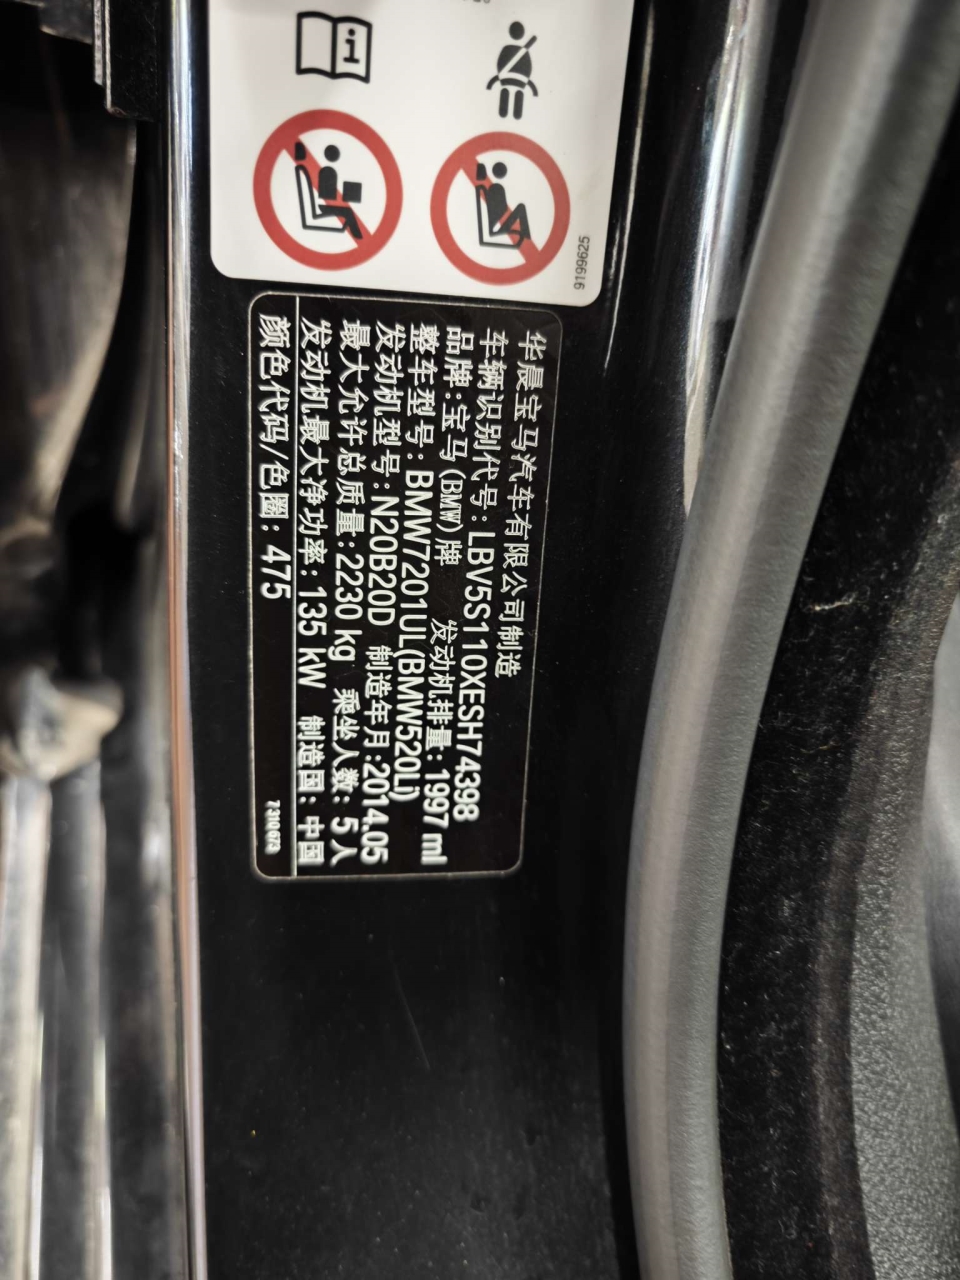 9199625
华晨宝马汽车有限公司制造
车辆识别代号:LBV5S110XESH74398
品牌:宝马(BMW)牌 发动机排量:1997 ml
整车型号:BMW7201UL(BMW520Li)
发动机型号:N20B20D 制造年月:2014.05
最大允许总质量:2230 kg 乘坐人数: 5 人
发动机最大净功率:135 kW 制造国:中国
颜色代码/色圈: 475
7310673